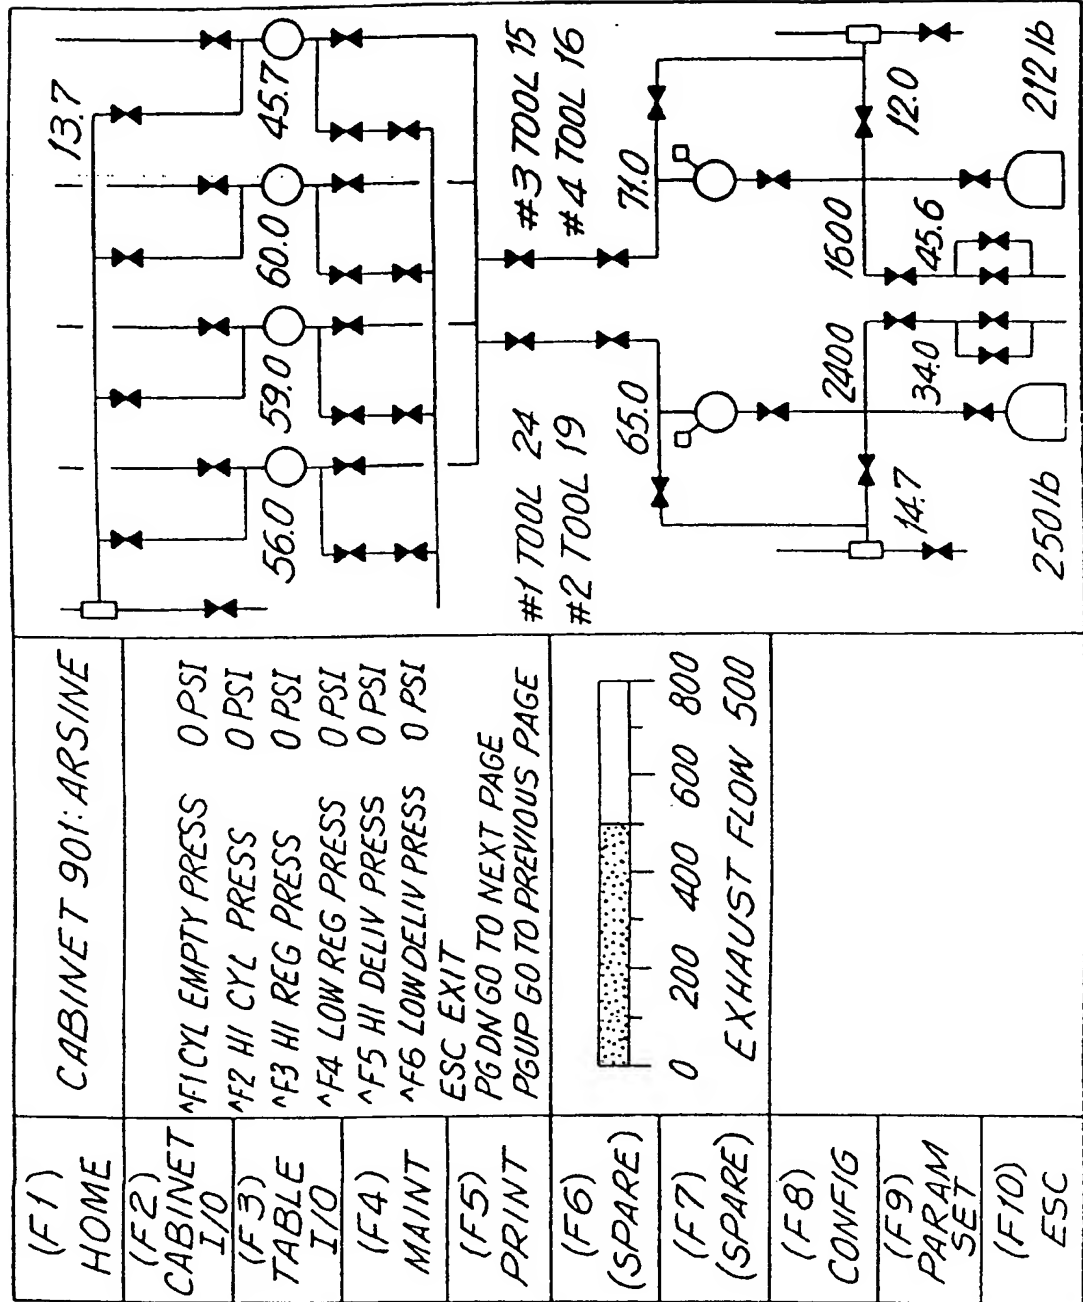 (F1)
HOME
(F2)
CABINET
I/O
(F3)
TABLE
I/O
(F4)
MAINT
(F5)
PRINT
(F6)
(SPARE)
(F7)
(SPARE)
(F8)
CONFIG
(F9)
PARAM
SET
(F10)
ESC
CABINET 901: ARSINE
^F1 CYL EMPTY PRESS 0 PSI
^F2 HI CYL PRESS 0 PSI
^F3 HI REG PRESS 0 PSI
^F4 LOW REG PRESS 0 PSI
^F5 HI DELIV PRESS 0 PSI
^F6 LOW DELIV PRESS 0 PSI
ESC EXIT
PGDN GO TO NEXT PAGE
PGUP GO TO PREVIOUS PAGE
0 200 400 600 800
EXHAUST FLOW 500
13.7
56.0 59.0 60.0 45.7
#1 TOOL 24 #3 TOOL 15
#2 TOOL 19 #4 TOOL 16
65.0 71.0
2400 1600
14.7 34.0 45.6 12.0
250 lb 212 lb